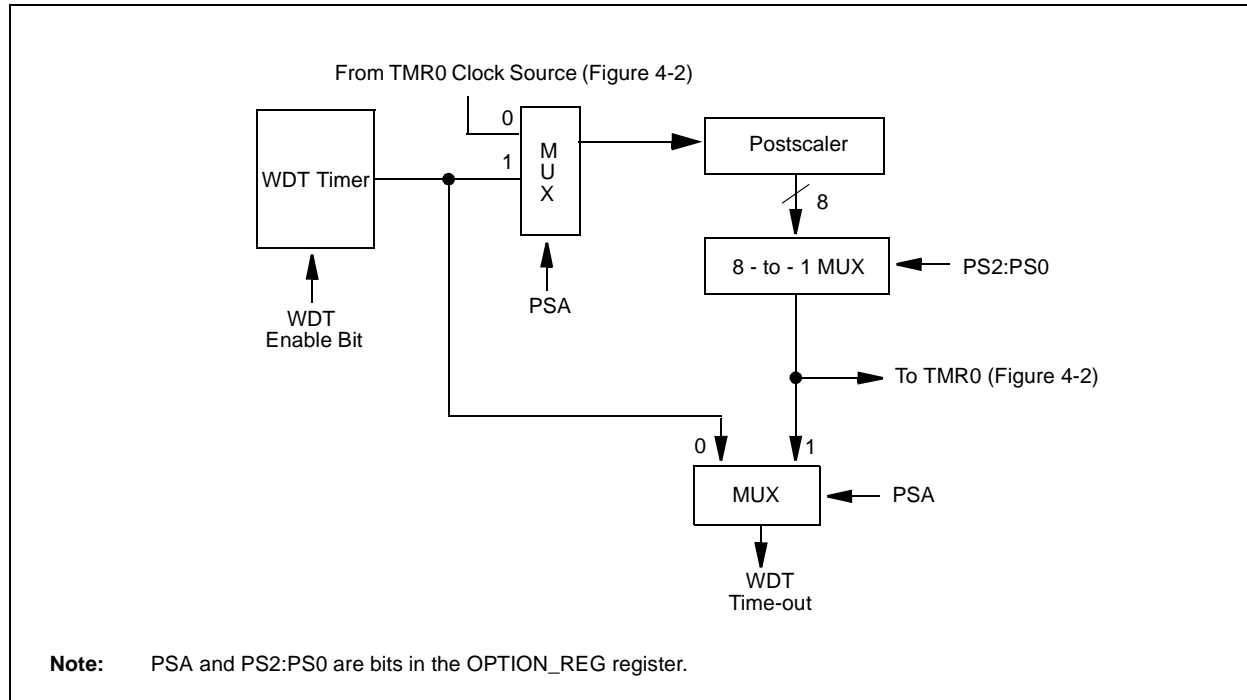 From TMR0 Clock Source (Figure 4-2)
0
1
M
U
X
WDT Timer
Postscaler
8
8 - to - 1 MUX
PS2:PS0
PSA
WDT
Enable Bit
To TMR0 (Figure 4-2)
0
1
MUX
PSA
WDT
Time-out
Note: PSA and PS2:PS0 are bits in the OPTION_REG register.